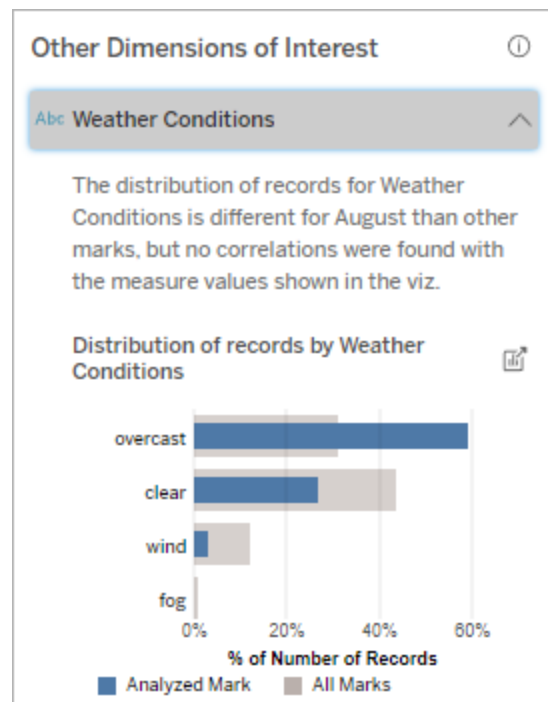 Other Dimensions of Interest
Abc Weather Conditions
The distribution of records for Weather
Conditions is different for August than other
marks, but no correlations were found with
the measure values shown in the viz.
Distribution of records by Weather
Conditions
overcast
clear
wind
fog
0% 20% 40% 60%
% of Number of Records
Analyzed Mark All Marks